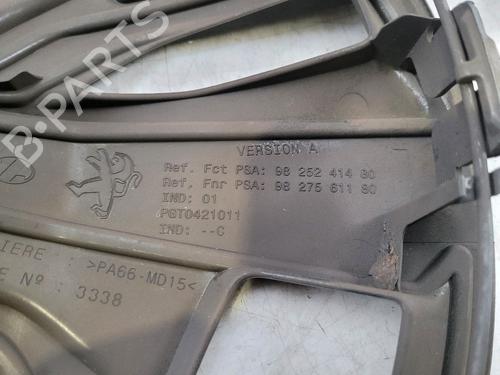 B-PARTS
VERSION A
Ref. Fct PSA: 98 252 414 80
Ref. Fnr PSA: 98 275 611 80
IND: 01
PGT0421011
IND: --C
IERE : >PA66-MD15<
E Nº : 3338